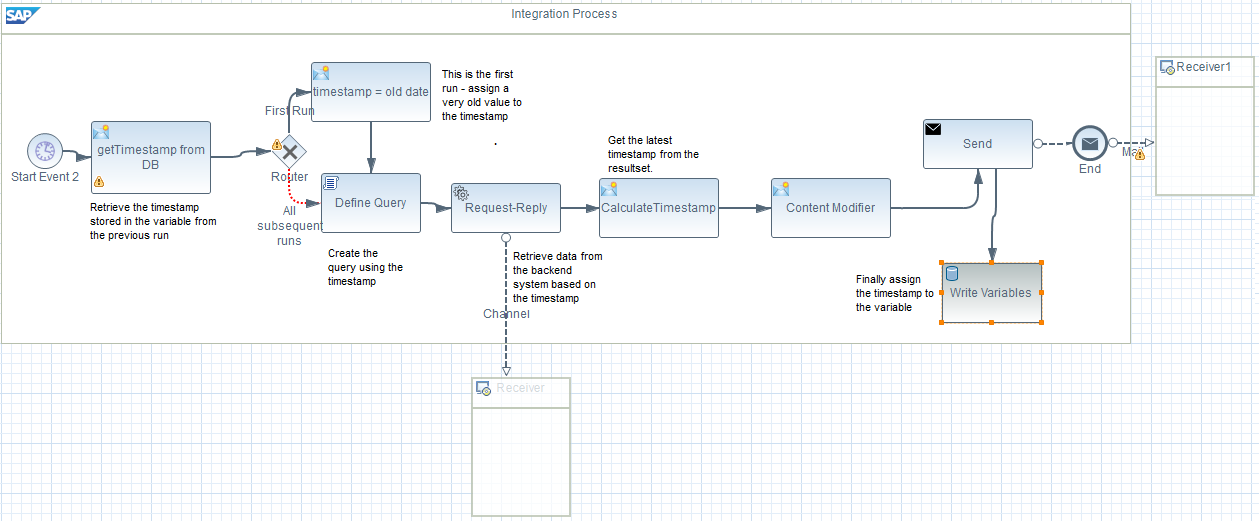 SAP
Integration Process
Receiver1
timestamp = old date
This is the first
run - assign a
very old value to
the timestamp
First Run
getTimestamp from
DB
Start Event 2
Router
Retrieve the timestamp
stored in the variable from
the previous run
All
subsequent
runs
Define Query
Create the
query using the
timestamp
Request-Reply
Retrieve data from
the backend
system based on
the timestamp
Channel
Receiver
Get the latest
timestamp from the
resultset.
CalculateTimestamp
Content Modifier
Send
End
Finally assign
the timestamp to
the variable
Write Variables